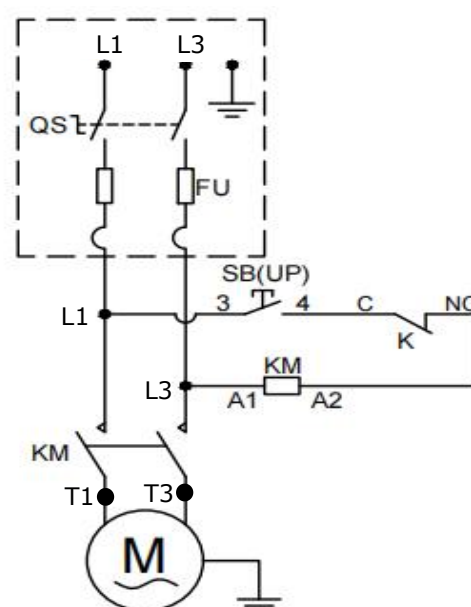 L1 L3
QS
FU
SB(UP)
L1 3 4 C NC
K
L3 KM
A1 A2
KM
T1 T3
M